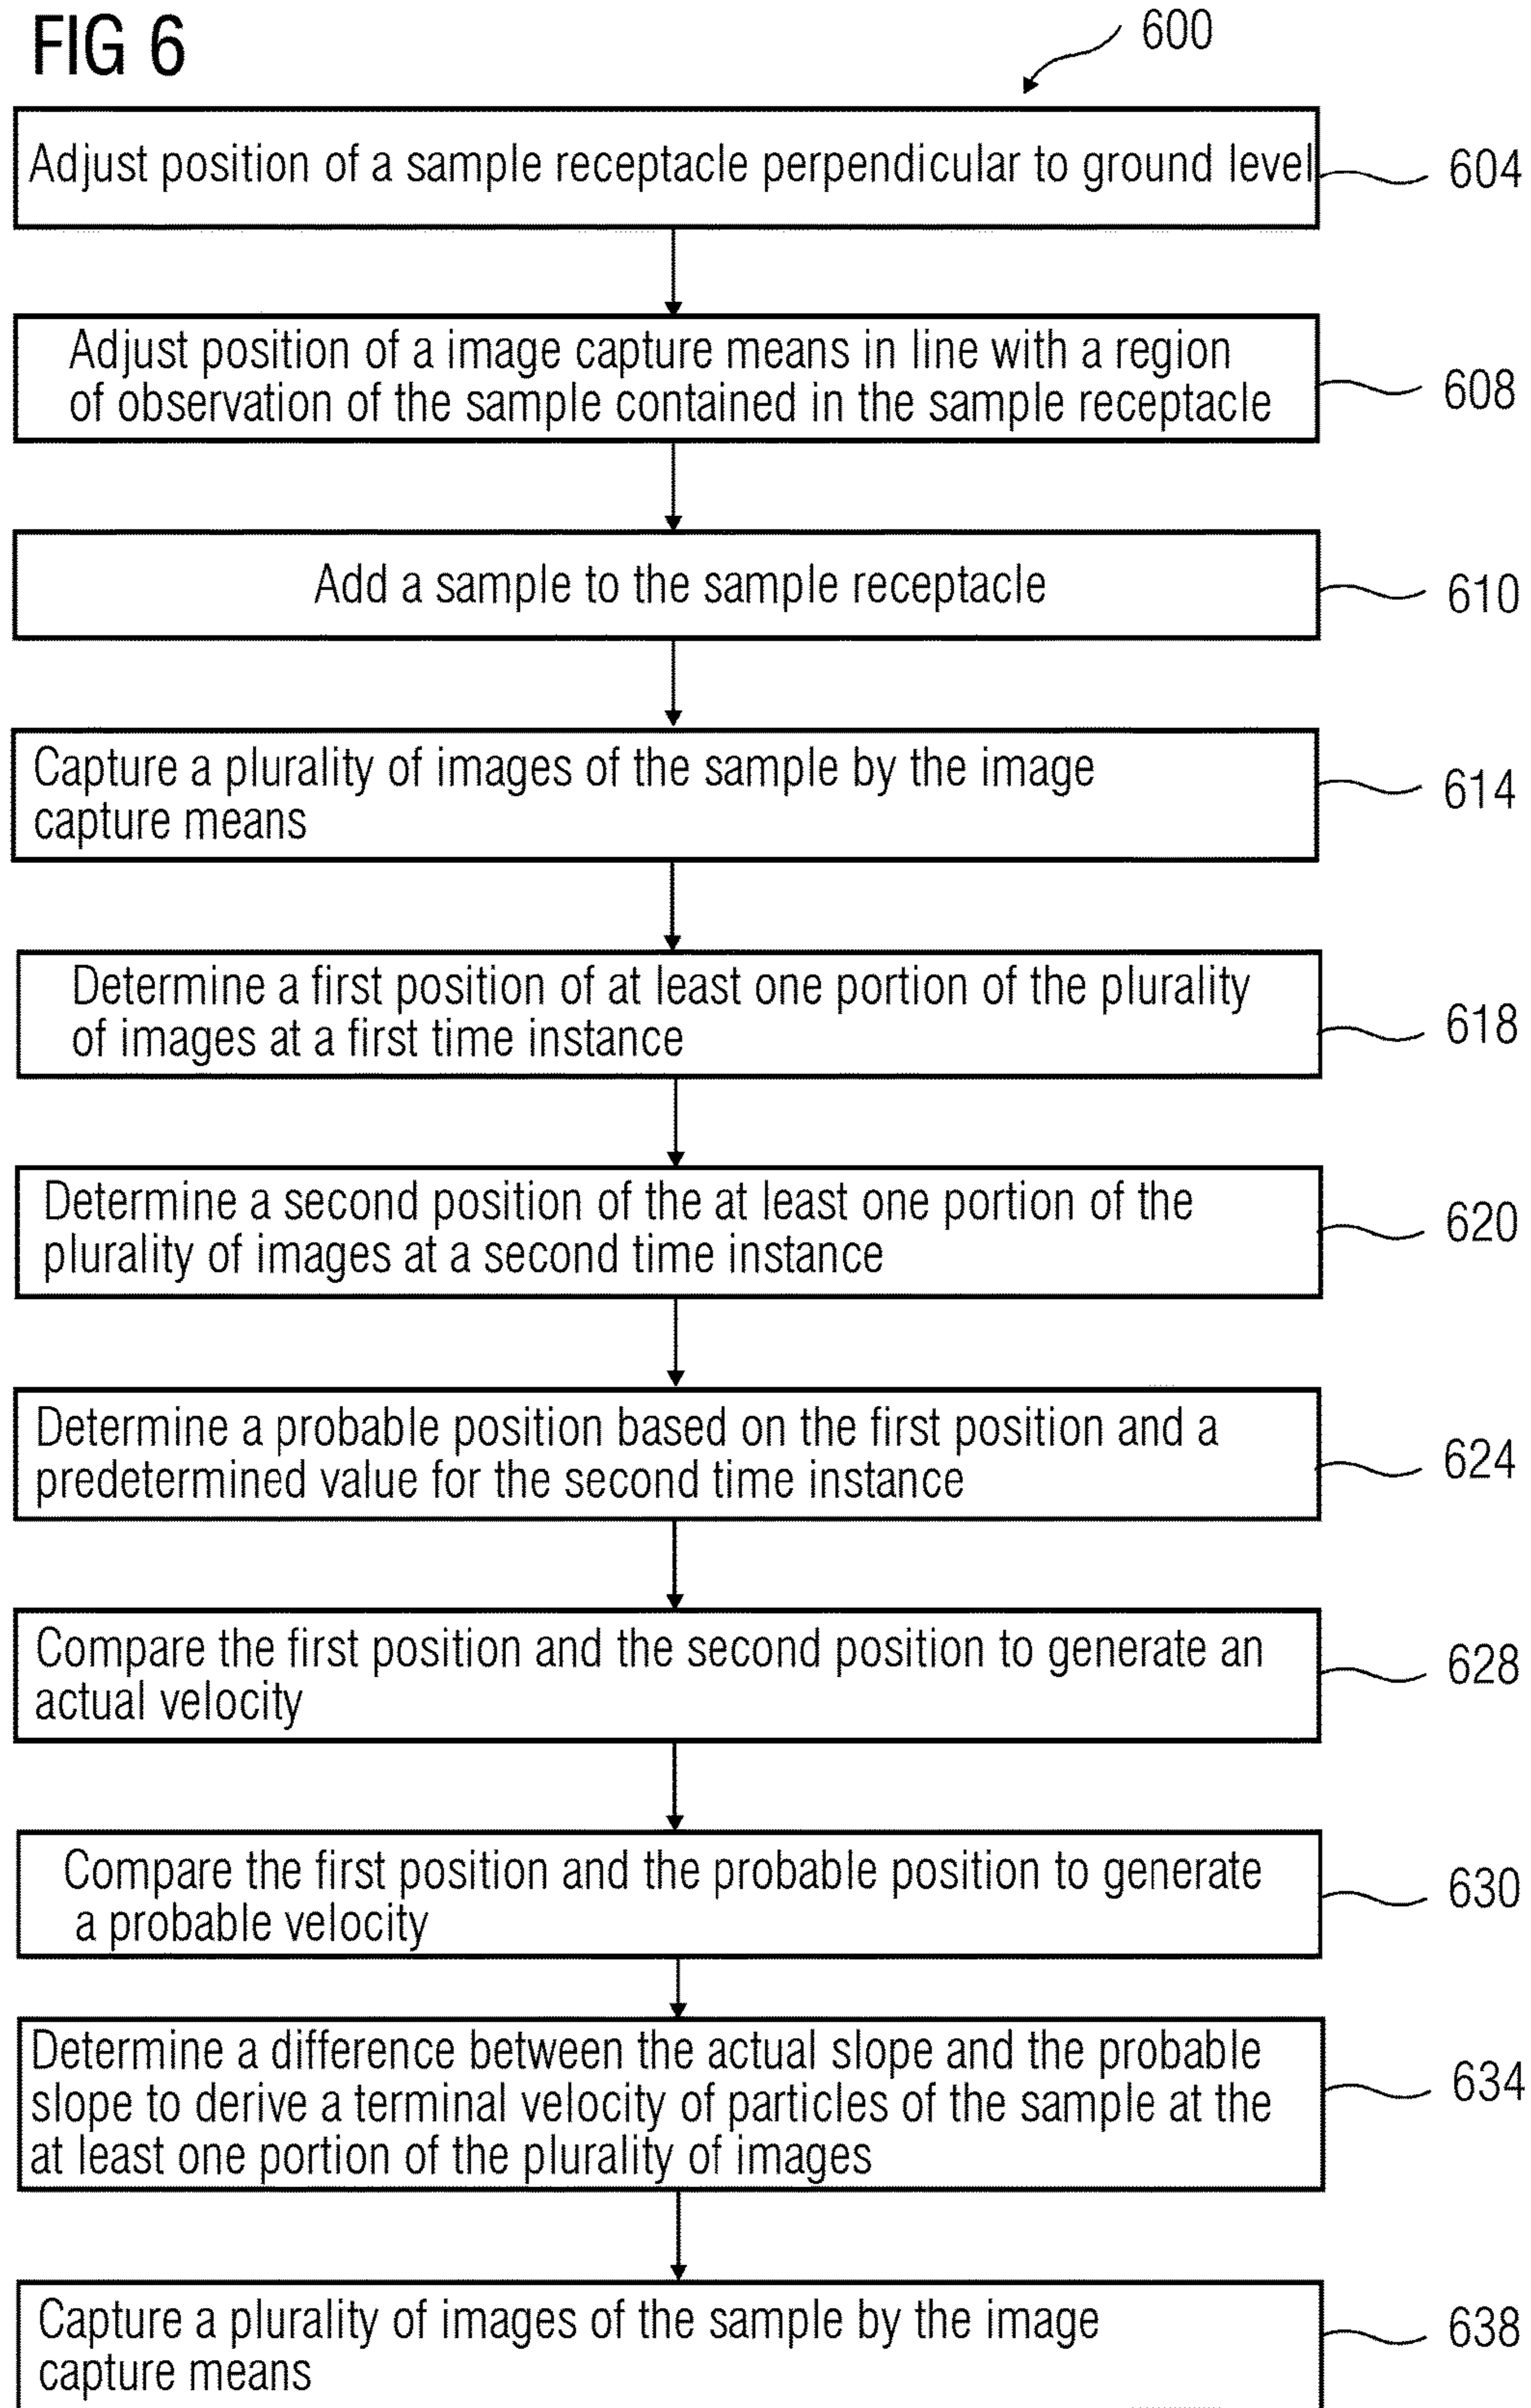 FIG 6
600
Adjust position of a sample receptacle perpendicular to ground level
604
Adjust position of a image capture means in line with a region
of observation of the sample contained in the sample receptacle
608
Add a sample to the sample receptacle
610
Capture a plurality of images of the sample by the image
capture means
614
Determine a first position of at least one portion of the plurality
of images at a first time instance
618
Determine a second position of the at least one portion of the
plurality of images at a second time instance
620
Determine a probable position based on the first position and a
predetermined value for the second time instance
624
Compare the first position and the second position to generate an
actual velocity
628
Compare the first position and the probable position to generate
a probable velocity
630
Determine a difference between the actual slope and the probable
slope to derive a terminal velocity of particles of the sample at the
at least one portion of the plurality of images
634
Capture a plurality of images of the sample by the image
capture means
638